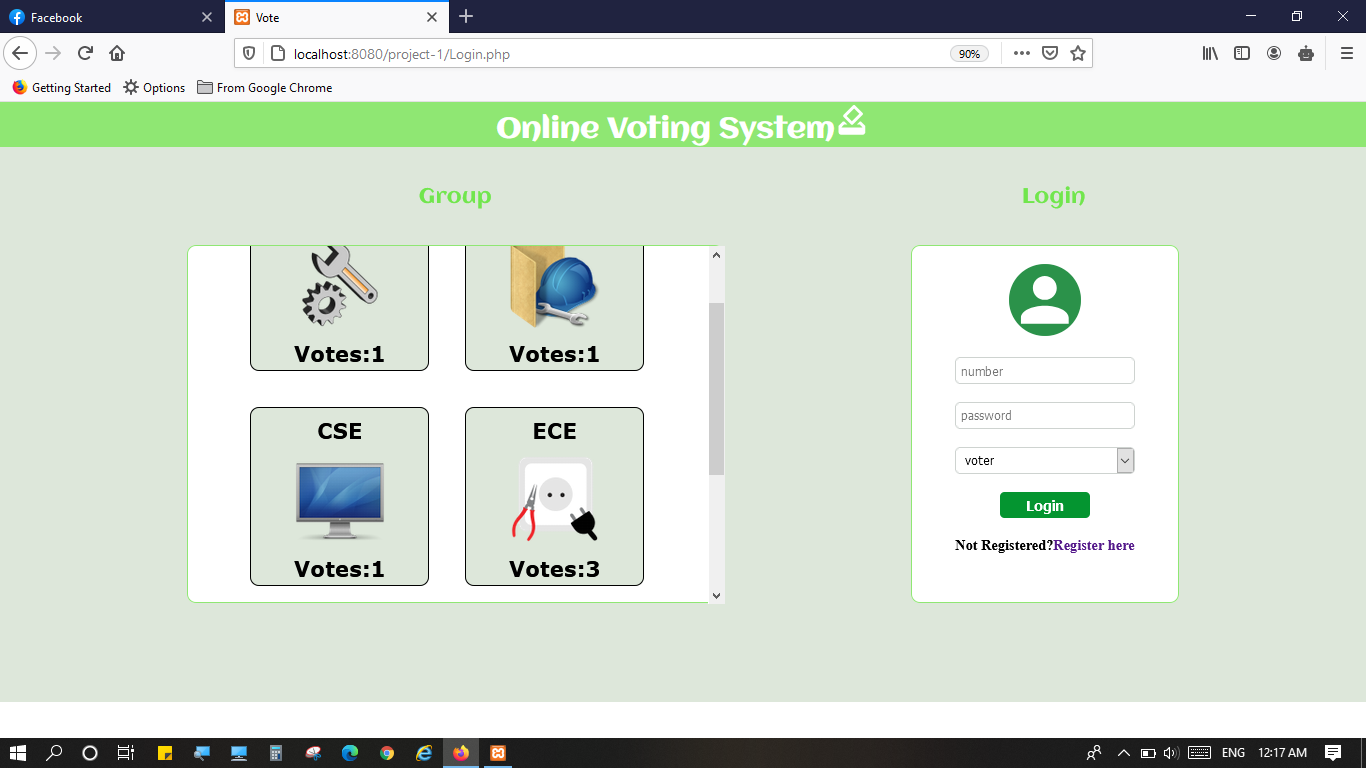 Facebook
Vote
localhost:8080/project-1/Login.php
90%
Getting Started
Options
From Google Chrome
Online Voting System
Group
Login
Votes:1
Votes:1
CSE
ECE
Votes:1
Votes:3
number
password
voter
Login
Not Registered?Register here
ENG
12:17 AM